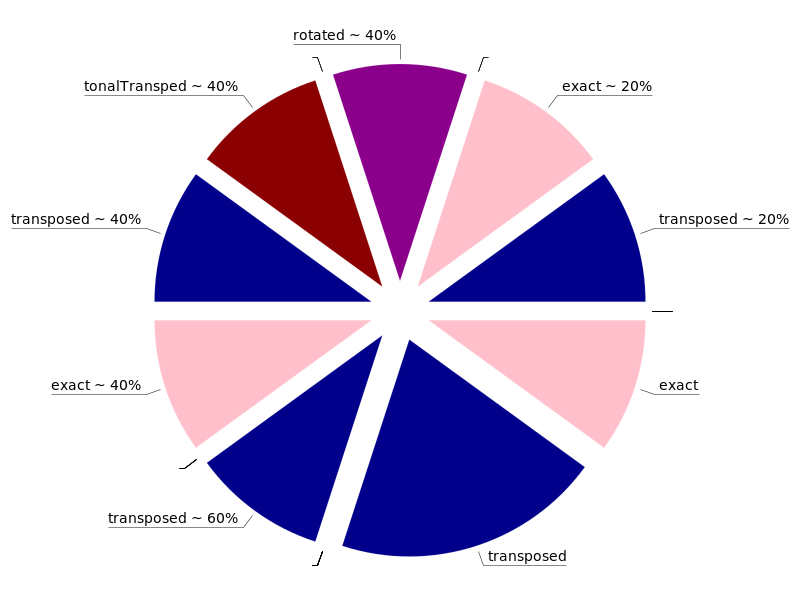 rotated ~ 40%
tonalTransped ~ 40%
exact ~ 20%
transposed ~ 40%
transposed ~ 20%
exact ~ 40%
exact
transposed ~ 60%
transposed